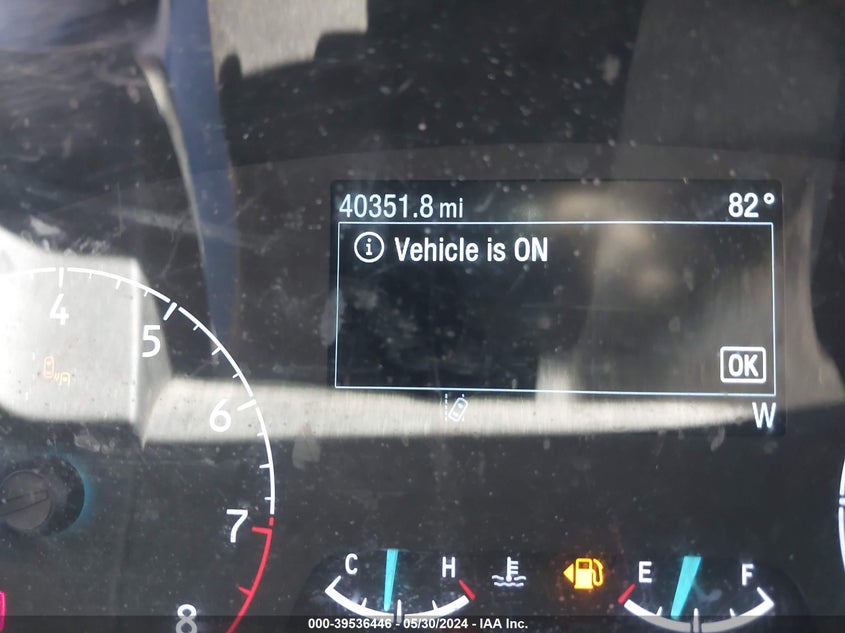 40351.8 mi 82°
i Vehicle is ON
4
5
OK
6
W
7
C H E F
8
000-39536446 - 05/30/2024 - IAA Inc.